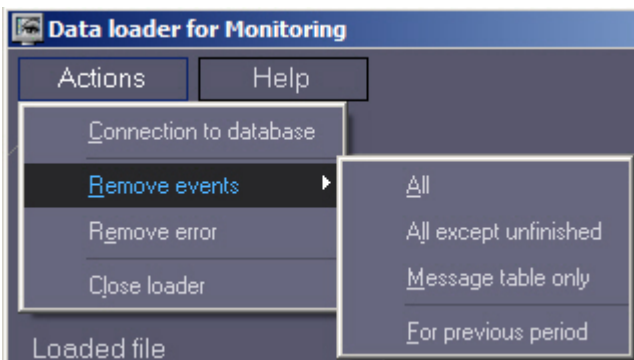 Data loader for Monitoring
Actions Help
Connection to database
Remove events
Remove error
Close loader
All
All except unfinished
Message table only
For previous period
Loaded file